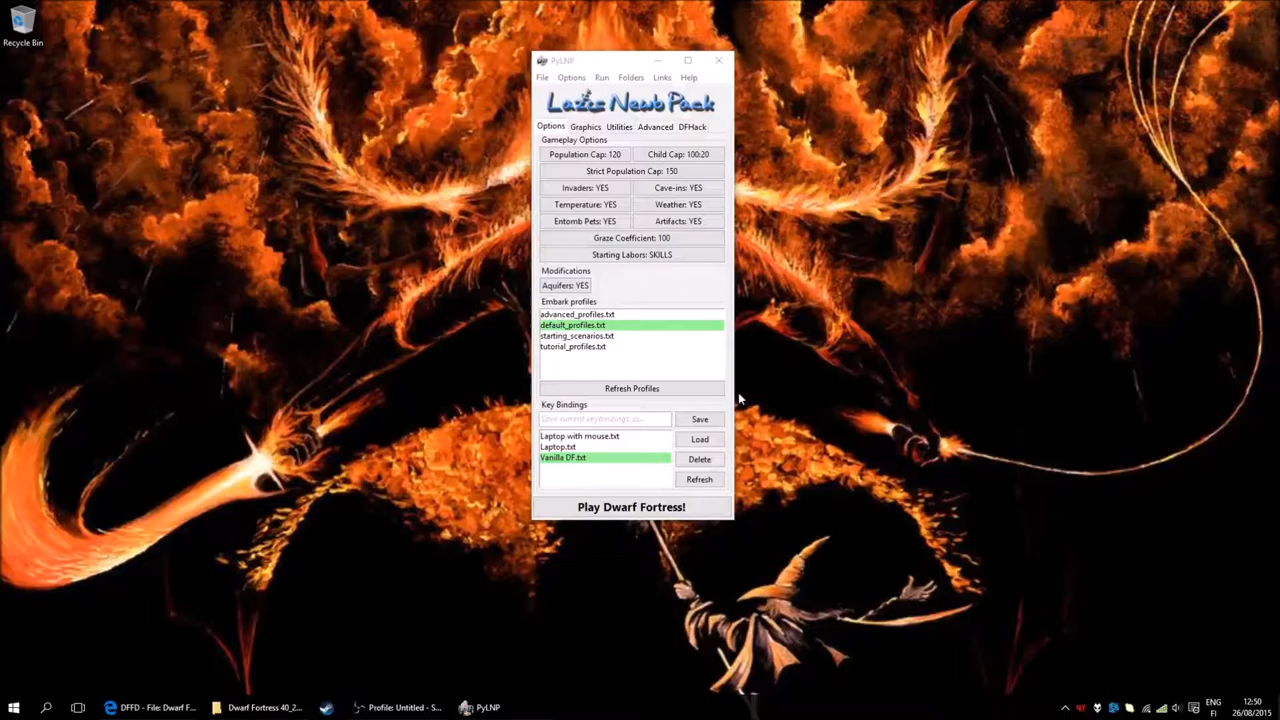 Recycle Bin
PyLNP
File Options Run Folders Links Help
Lazy Newb Pack
Options Graphics Utilities Advanced DFHack
Gameplay Options
Population Cap: 120 Child Cap: 100:20
Strict Population Cap: 150
Invaders: YES Cave-ins: YES
Temperature: YES Weather: YES
Entomb Pets: YES Artifacts: YES
Graze Coefficient: 100
Starting Labors: SKILLS
Modifications
Aquifers: YES
Embark profiles
advanced_profiles.txt
default_profiles.txt
starting_scenarios.txt
tutorial_profiles.txt
Refresh Profiles
Key Bindings
Save current keybindings as... Save
Laptop with mouse.txt Load
Laptop.txt
Vanilla DF.txt Delete
Refresh
Play Dwarf Fortress!
DFFD - File: Dwarf F... Dwarf Fortress 40_2... Profile: Untitled - S... PyLNP
ENG 12:50
FI 26/08/2015